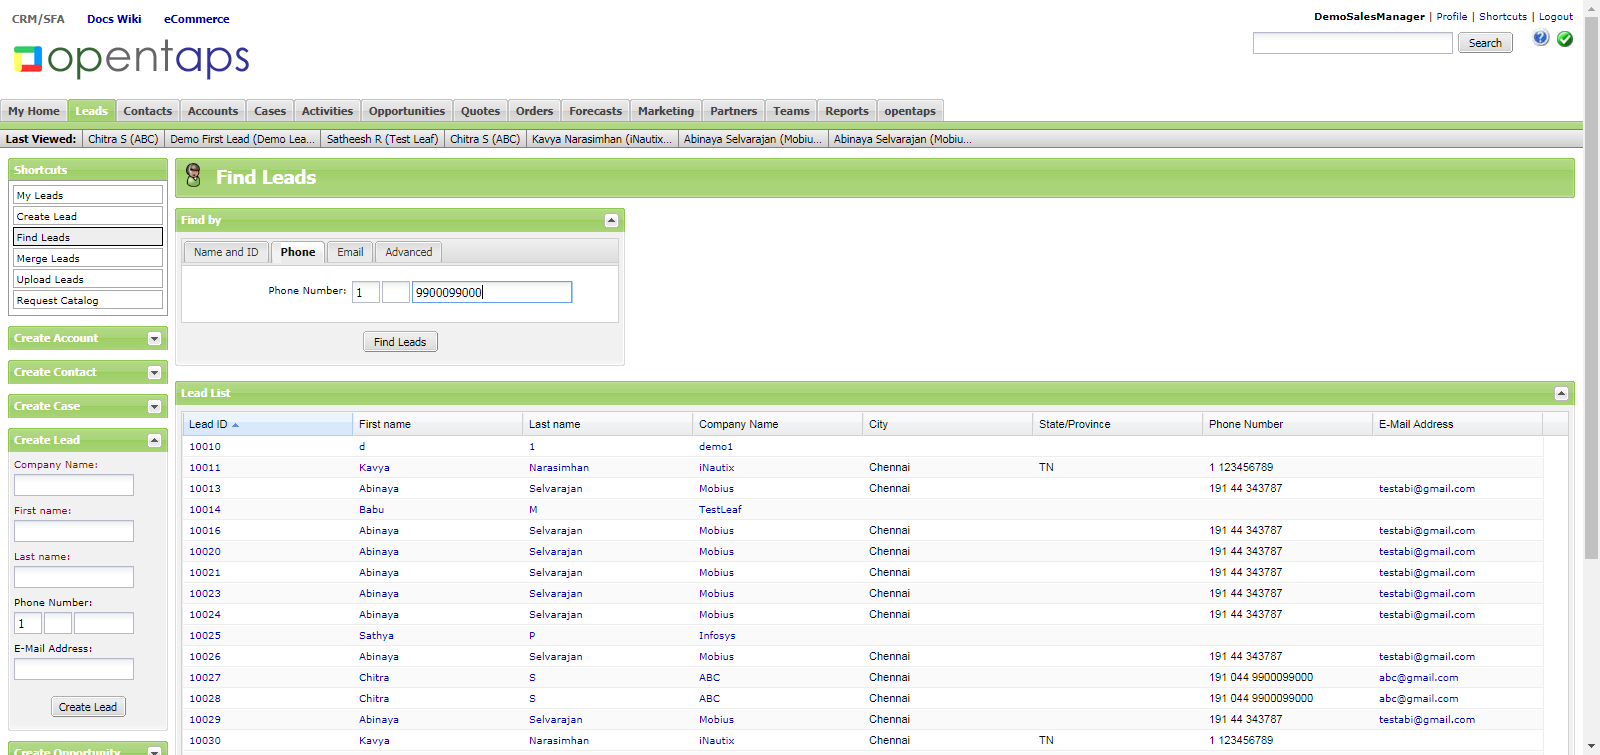 CRM/SFA Docs Wiki eCommerce
DemoSalesManager | Profile | Shortcuts | Logout
opentaps
Search
My Home Leads Contacts Accounts Cases Activities Opportunities Quotes Orders Forecasts Marketing Partners Teams Reports opentaps
Last Viewed: Chitra S (ABC) Demo First Lead (Demo Lea... Satheesh R (Test Leaf) Chitra S (ABC) Kavya Narasimhan (iNautix... Abinaya Selvarajan (Mobiu... Abinaya Selvarajan (Mobiu...
Shortcuts
My Leads
Create Lead
Find Leads
Merge Leads
Upload Leads
Request Catalog
Create Account
Create Contact
Create Case
Create Lead
Company Name:
First name:
Last name:
Phone Number:
1
E-Mail Address:
Create Lead
Create Opportunity
Find Leads
Find by
Name and ID Phone Email Advanced
Phone Number: 1 9900099000
Find Leads
Lead List
Lead ID First name Last name Company Name City State/Province Phone Number E-Mail Address
10010 d 1 demo1
10011 Kavya Narasimhan iNautix Chennai TN 1 123456789
10013 Abinaya Selvarajan Mobius Chennai 191 44 343787 testabi@gmail.com
10014 Babu M TestLeaf
10016 Abinaya Selvarajan Mobius Chennai 191 44 343787 testabi@gmail.com
10020 Abinaya Selvarajan Mobius Chennai 191 44 343787 testabi@gmail.com
10021 Abinaya Selvarajan Mobius Chennai 191 44 343787 testabi@gmail.com
10023 Abinaya Selvarajan Mobius Chennai 191 44 343787 testabi@gmail.com
10024 Abinaya Selvarajan Mobius Chennai 191 44 343787 testabi@gmail.com
10025 Sathya P Infosys
10026 Abinaya Selvarajan Mobius Chennai 191 44 343787 testabi@gmail.com
10027 Chitra S ABC Chennai 191 044 9900099000 abc@gmail.com
10028 Chitra S ABC Chennai 191 044 9900099000 abc@gmail.com
10029 Abinaya Selvarajan Mobius Chennai 191 44 343787 testabi@gmail.com
10030 Kavya Narasimhan iNautix Chennai TN 1 123456789